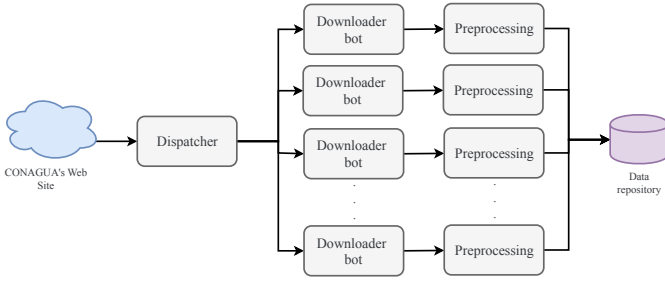 Downloader
bot
Preprocessing
Downloader
bot
Preprocessing
CONAGUA's Web
Site
Dispatcher
Downloader
bot
Preprocessing
Data
repository
Downloader
bot
Preprocessing